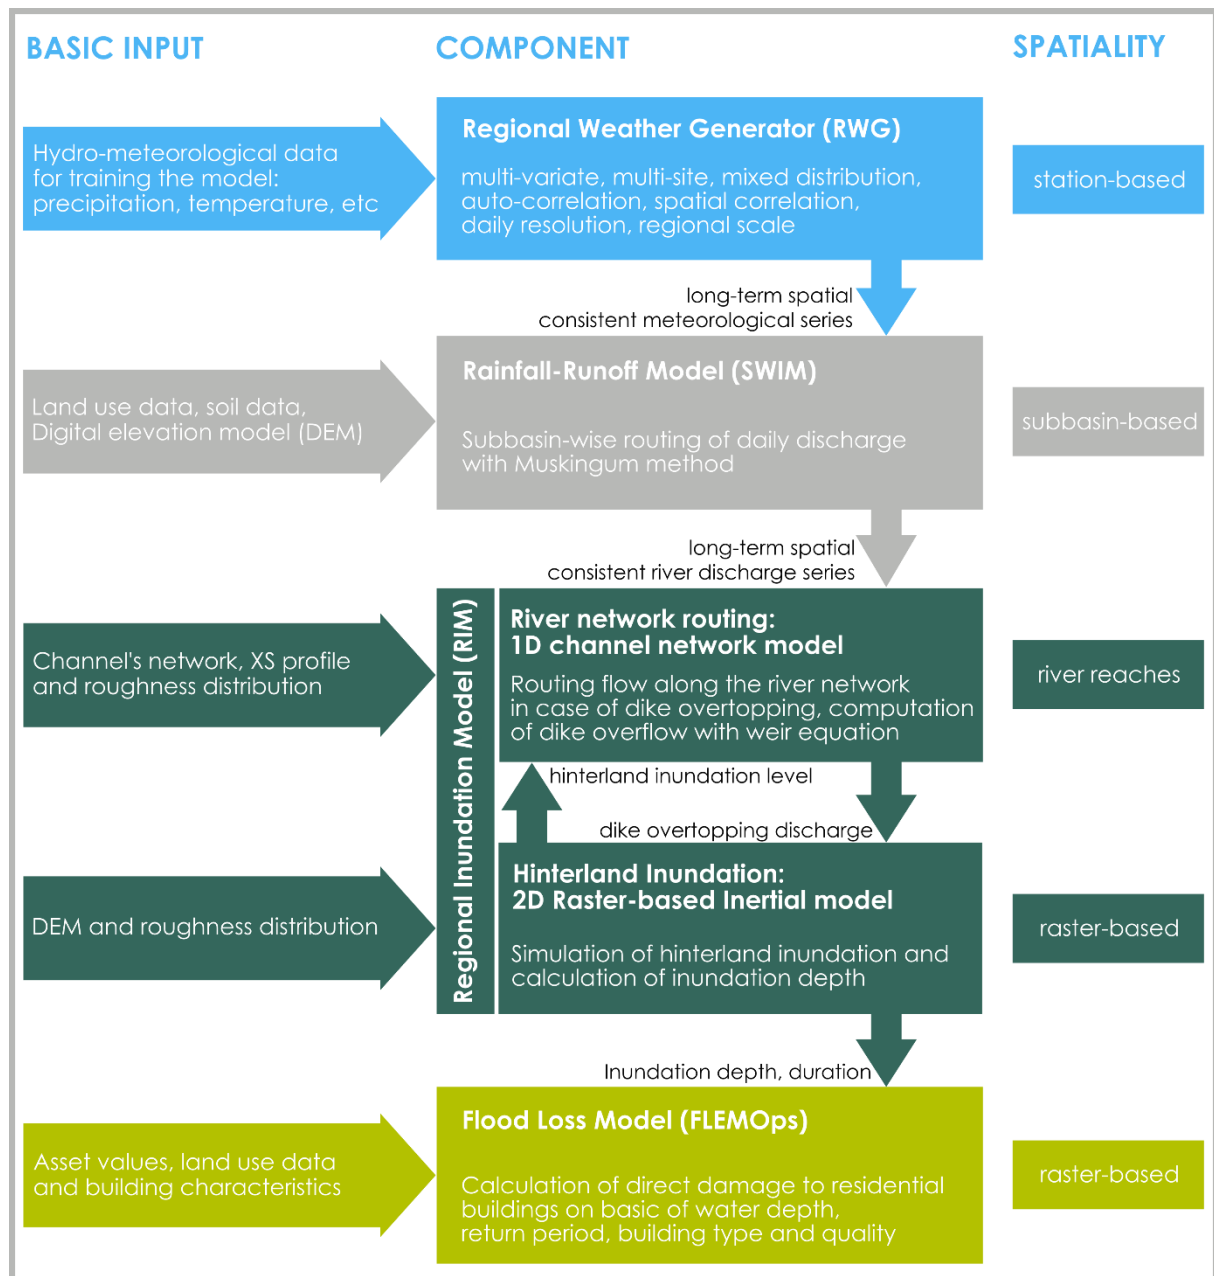 BASIC INPUT
COMPONENT
SPATIALITY
Hydro-meteorological data
for training the model:
precipitation, temperature, etc
Regional Weather Generator (RWG)
multi-variate, multi-site, mixed distribution,
auto-correlation, spatial correlation,
daily resolution, regional scale
station-based
long-term spatial
consistent meteorological series
Land use data, soil data,
Digital elevation model (DEM)
Rainfall-Runoff Model (SWIM)
Subbasin-wise routing of daily discharge
with Muskingum method
subbasin-based
long-term spatial
consistent river discharge series
Regional Inundation Model (RIM)
Channel's network, XS profile
and roughness distribution
River network routing:
1D channel network model
Routing flow along the river network
in case of dike overtopping, computation
of dike overflow with weir equation
river reaches
hinterland inundation level
dike overtopping discharge
DEM and roughness distribution
Hinterland Inundation:
2D Raster-based Inertial model
Simulation of hinterland inundation and
calculation of inundation depth
raster-based
Inundation depth, duration
Asset values, land use data
and building characteristics
Flood Loss Model (FLEMOps)
Calculation of direct damage to residential
buildings on basic of water depth,
return period, building type and quality
raster-based